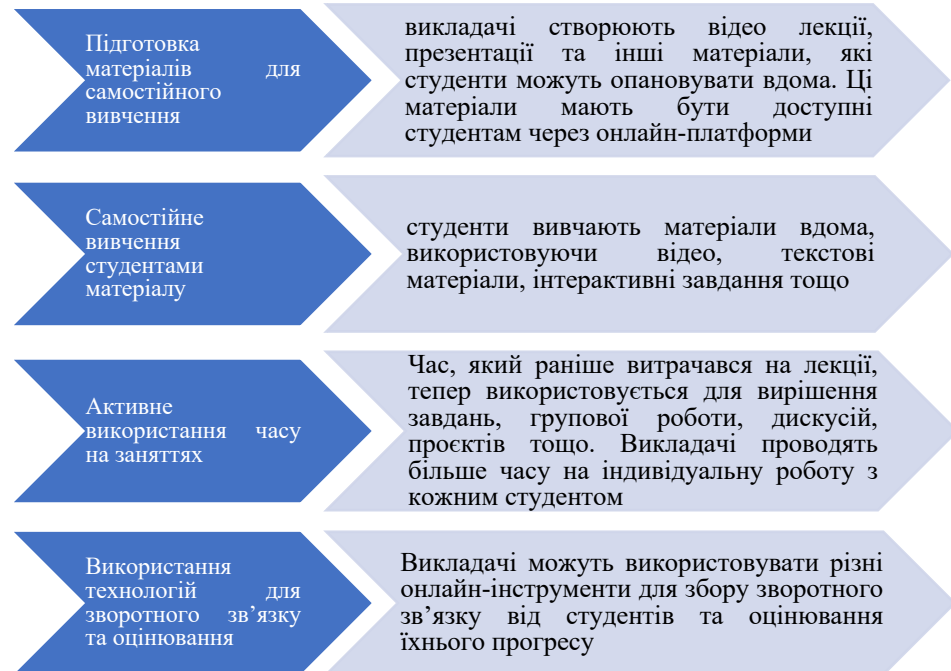 Підготовка
матеріалів для
самостійного
вивчення
викладачі створюють відео лекції,
презентації та інші матеріали, які
студенти можуть опановувати вдома. Ці
матеріали мають бути доступні
студентам через онлайн-платформи
Самостійне
вивчення
студентами
матеріалу
студенти вивчають матеріали вдома,
використовуючи відео, текстові
матеріали, інтерактивні завдання тощо
Активне
використання часу
на заняттях
Час, який раніше витрачався на лекції,
тепер використовується для вирішення
завдань, групової роботи, дискусій,
проєктів тощо. Викладачі проводять
більше часу на індивідуальну роботу з
кожним студентом
Використання
технологій для
зворотного зв’язку
та оцінювання
Викладачі можуть використовувати різні
онлайн-інструменти для збору зворотного
зв’язку від студентів та оцінювання
їхнього прогресу